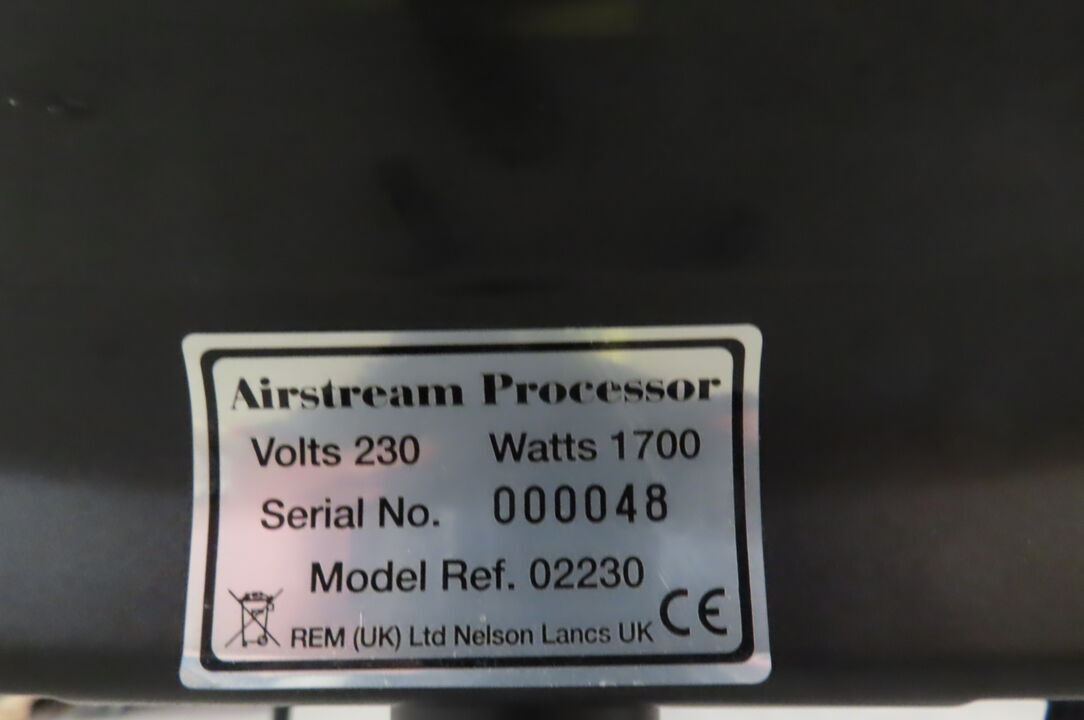 Airstream Processor
Volts 230 Watts 1700
Serial No. 000048
Model Ref. 02230
REM (UK) Ltd Nelson Lancs UK CE